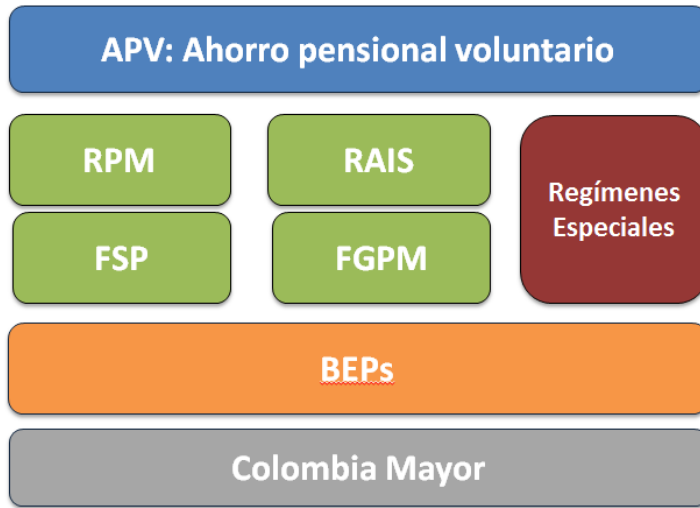 APV: Ahorro pensional voluntario
RPM
RAIS
Regímenes
Especiales
FSP
FGPM
BEPs
Colombia Mayor